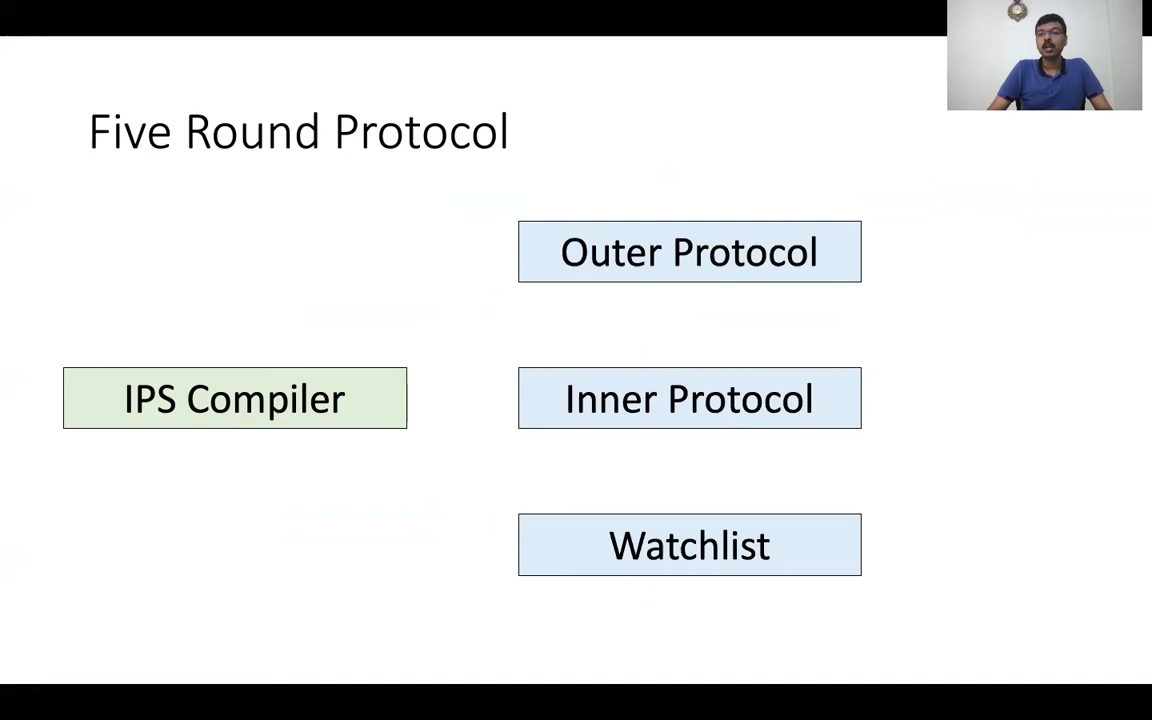 Five Round Protocol
Outer Protocol
IPS Compiler
Inner Protocol
Watchlist